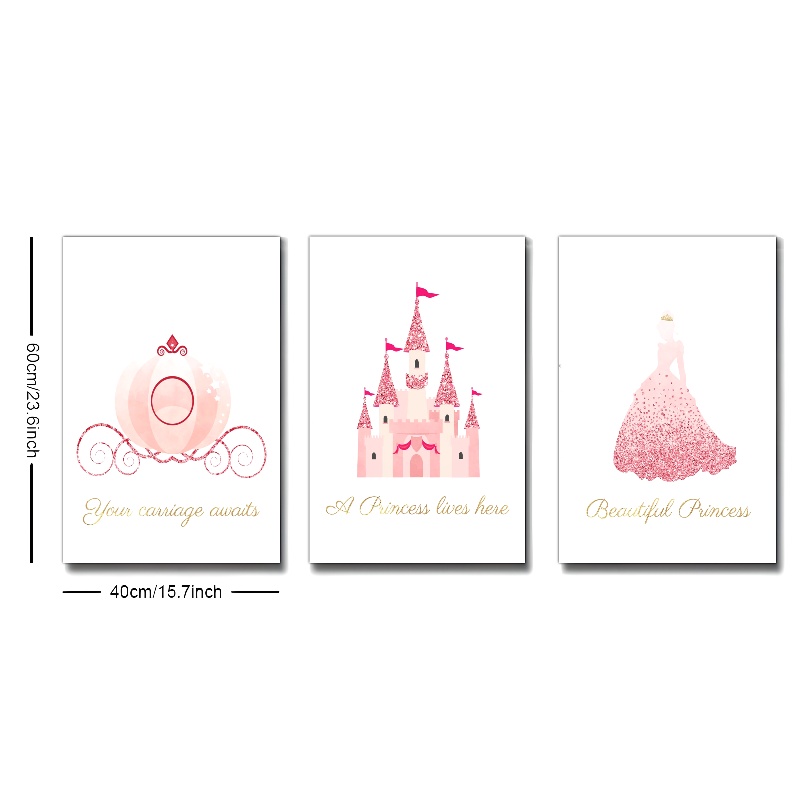 60cm/23.6inch
Your carriage awaits
A Princess lives here
Beautiful Princess
40cm/15.7inch